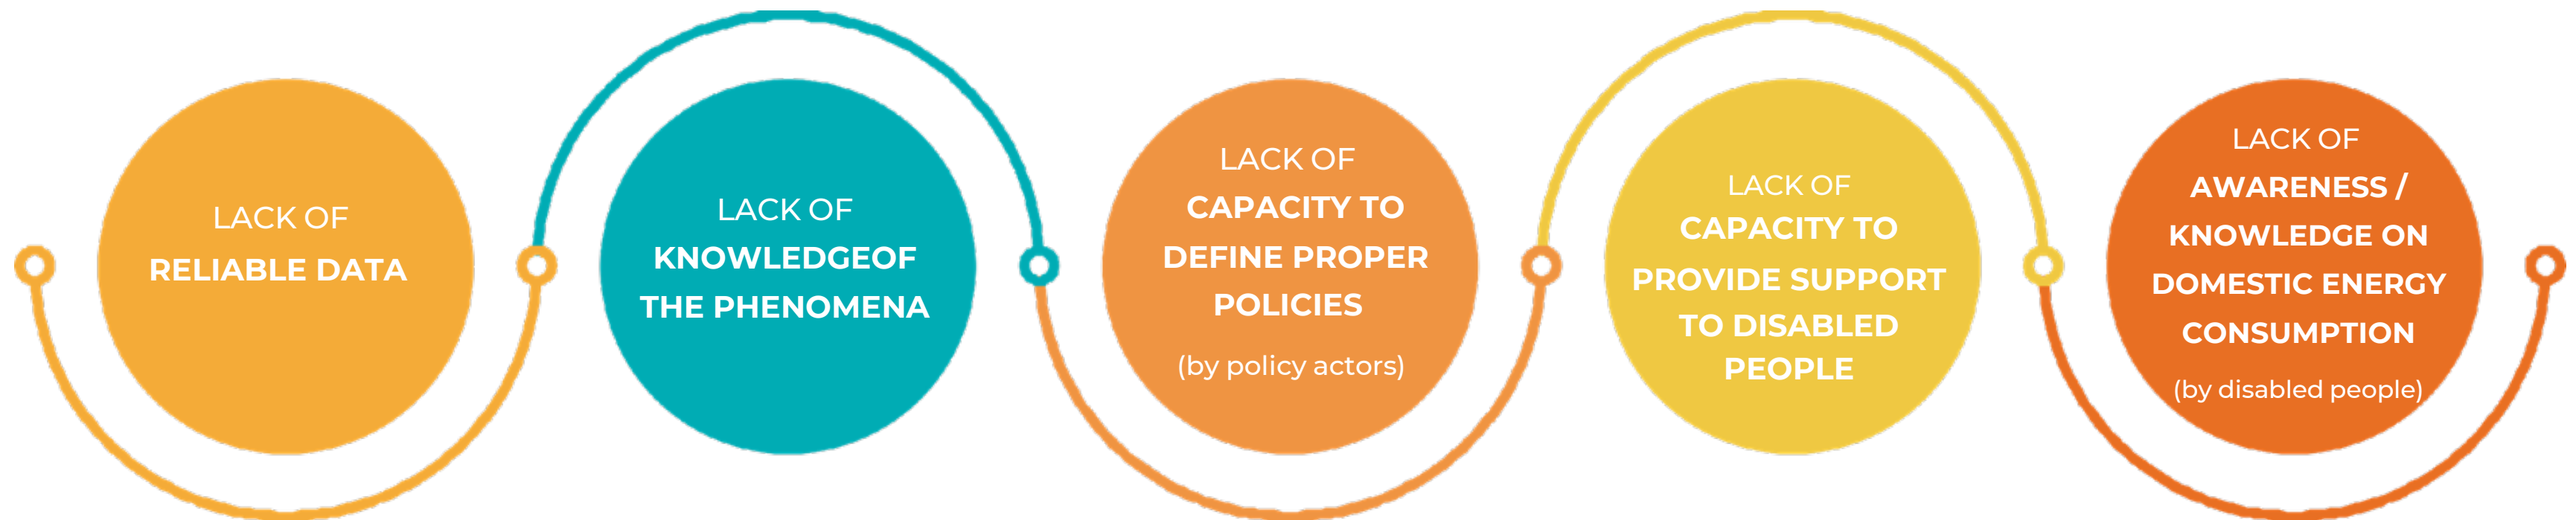 LACK OF
RELIABLE DATA
LACK OF
KNOWLEDGEOF
THE PHENOMENA
LACK OF
CAPACITY TO
DEFINE PROPER
POLICIES
(by policy actors)
LACK OF
CAPACITY TO
PROVIDE SUPPORT
TO DISABLED
PEOPLE
LACK OF
AWARENESS /
KNOWLEDGE ON
DOMESTIC ENERGY
CONSUMPTION
(by disabled people)